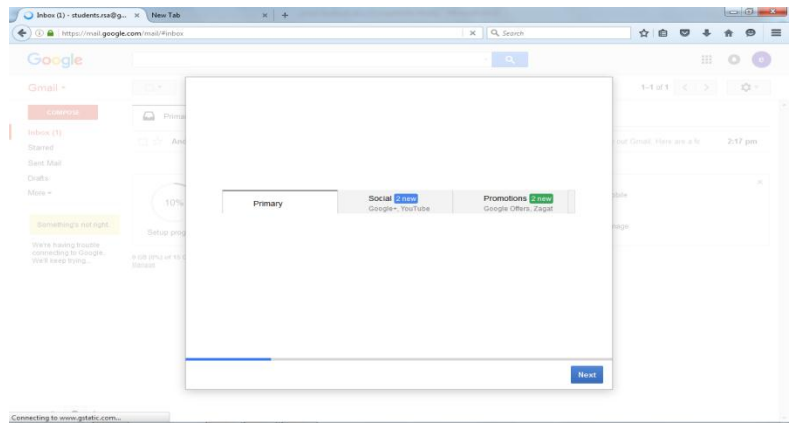 Inbox (1) - students.rsa@g...
New Tab
https://mail.google.com/mail/#inbox
Search
Google
Gmail
1–1 of 1
COMPOSE
Inbox (1)
Starred
Sent Mail
Drafts
More
Something's not right
We're having trouble
connecting to Google.
We'll keep trying...
2:17 pm
10%
Primary
Social 2 new
Google+, YouTube
Promotions 2 new
Google Offers, Zagat
Next
Connecting to www.gstatic.com...